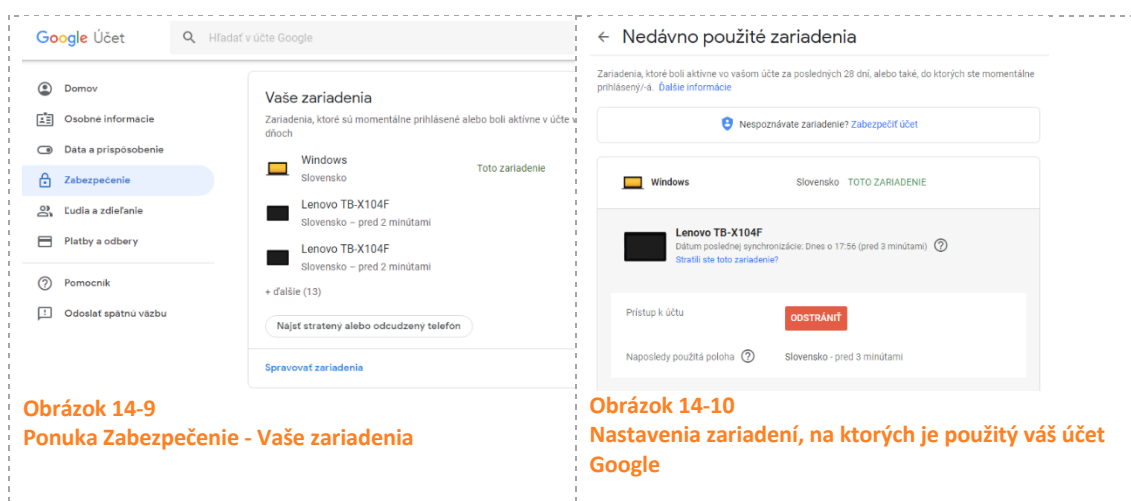 Google Účet
Hľadať v účte Google
Domov
Osobné informácie
Dáta a prispôsobenie
Zabezpečenie
Ľudia a zdieľanie
Platby a odbery
Pomocník
Odoslať spätnú väzbu
Vaše zariadenia
Zariadenia, ktoré sú momentálne prihlásené alebo boli aktívne v účte v
dňoch
Windows
Slovensko
Toto zariadenie
Lenovo TB-X104F
Slovensko – pred 2 minútami
Lenovo TB-X104F
Slovensko – pred 2 minútami
+ ďalšie (13)
Nájsť stratený alebo odcudzený telefón
Spravovať zariadenia
Obrázok 14-9
Ponuka Zabezpečenie - Vaše zariadenia
← Nedávno použité zariadenia
Zariadenia, ktoré boli aktívne vo vašom účte za posledných 28 dní, alebo také, do ktorých ste momentálne
prihlásený/-á. Ďalšie informácie
Nespoznávate zariadenie? Zabezpečiť účet
Windows
Slovensko TOTO ZARIADENIE
Lenovo TB-X104F
Dátum poslednej synchronizácie: Dnes o 17:56 (pred 3 minútami)
Stratili ste toto zariadenie?
Prístup k účtu
ODSTRÁNIŤ
Naposledy použitá poloha
Slovensko - pred 3 minútami
Obrázok 14-10
Nastavenia zariadení, na ktorých je použitý váš účet
Google